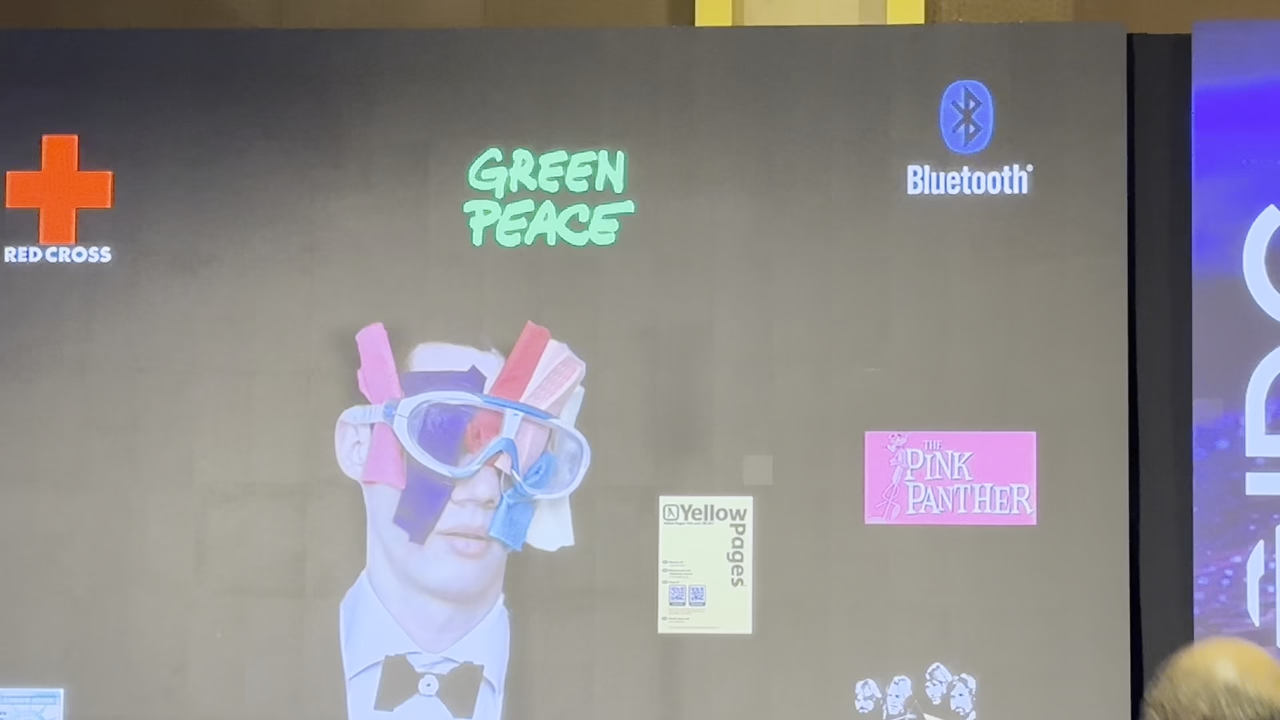 RED CROSS
GREEN
PEACE
Bluetooth®
THE
PINK
PANTHER
Yellow
Pages